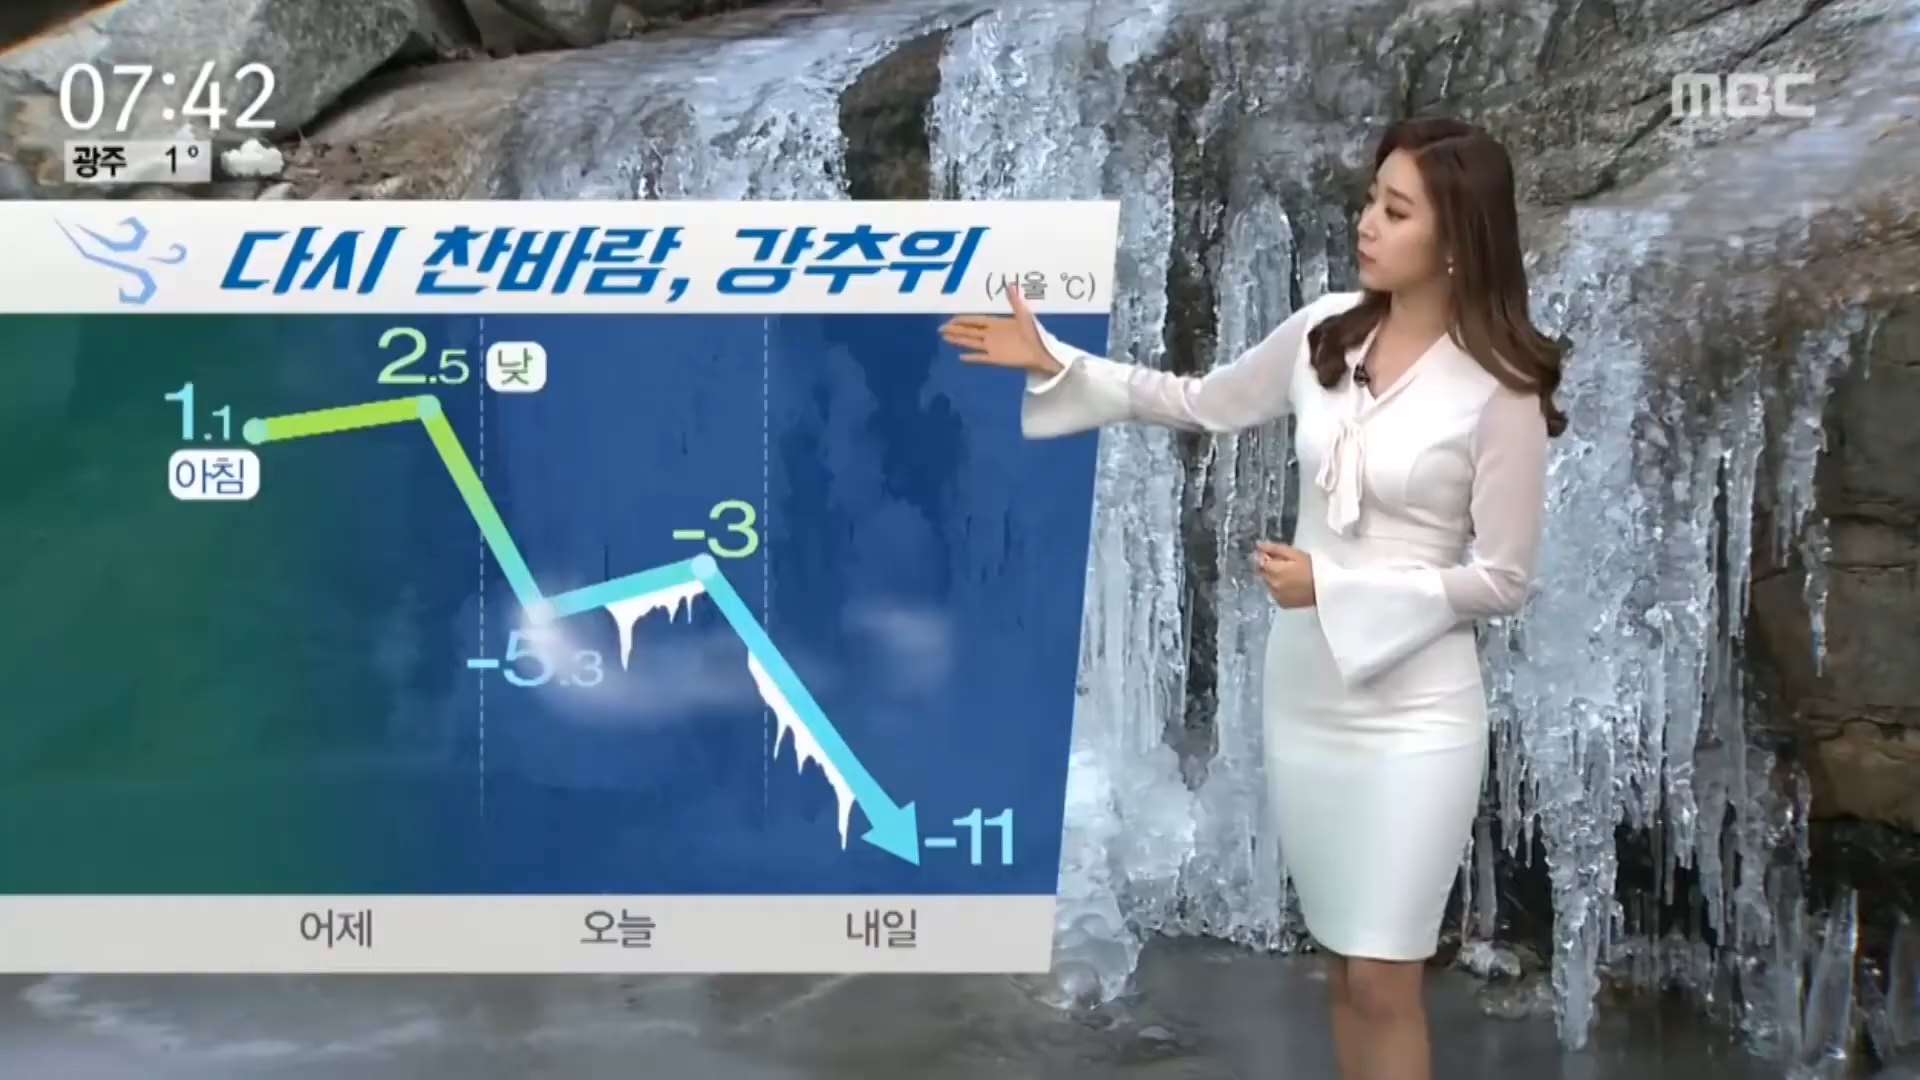 07:42
MBC
광주 1°
다시 찬바람, 강추위
(서울 ℃)
2.5
낮
1.1
아침
-3
-5.3
-11
어제 오늘 내일